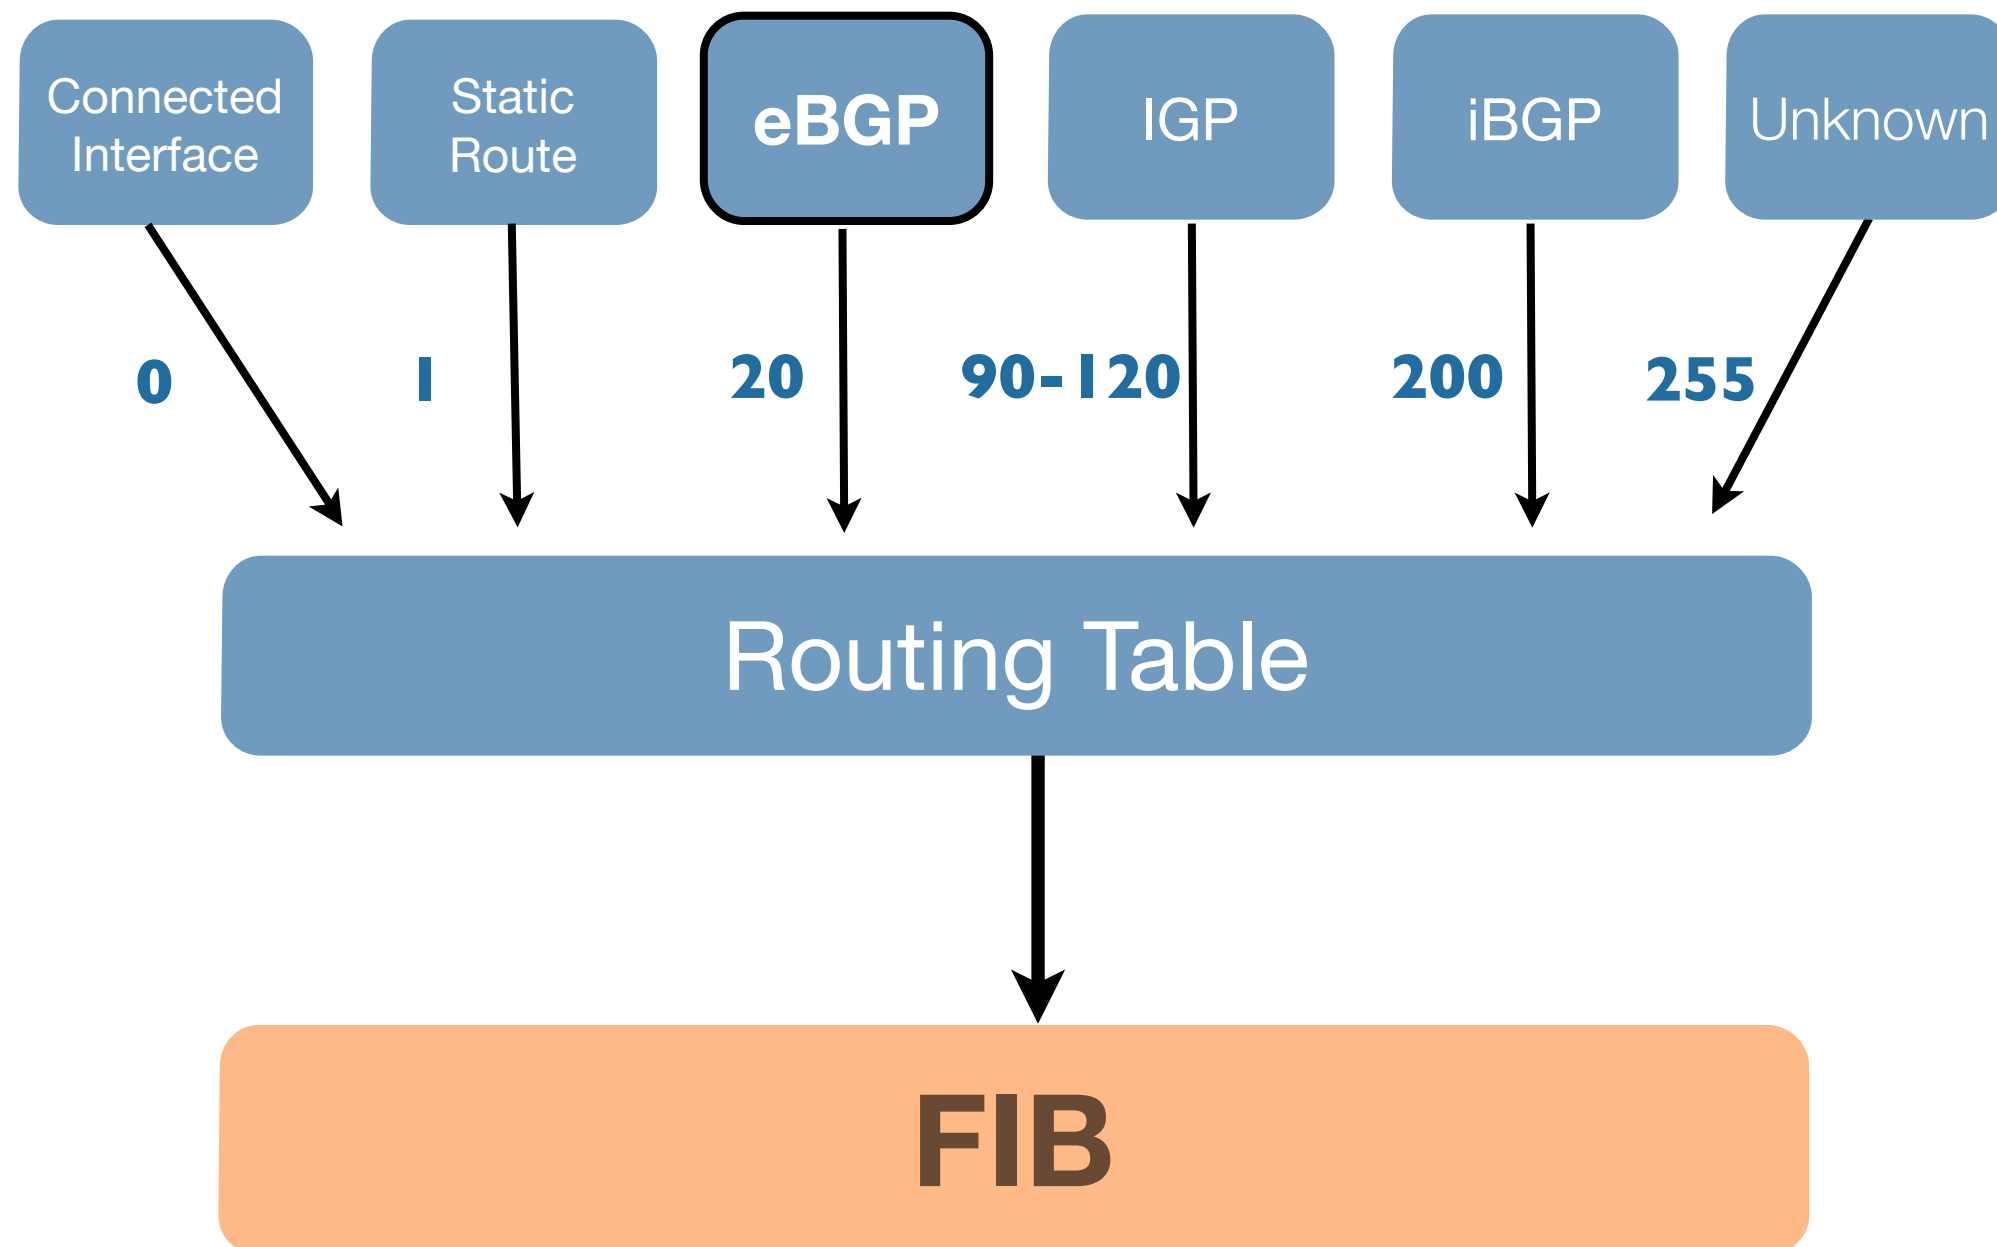 Connected
Interface
Static
Route
eBGP
IGP
iBGP
Unknown
0
1
20
90-120
200
255
Routing Table
FIB